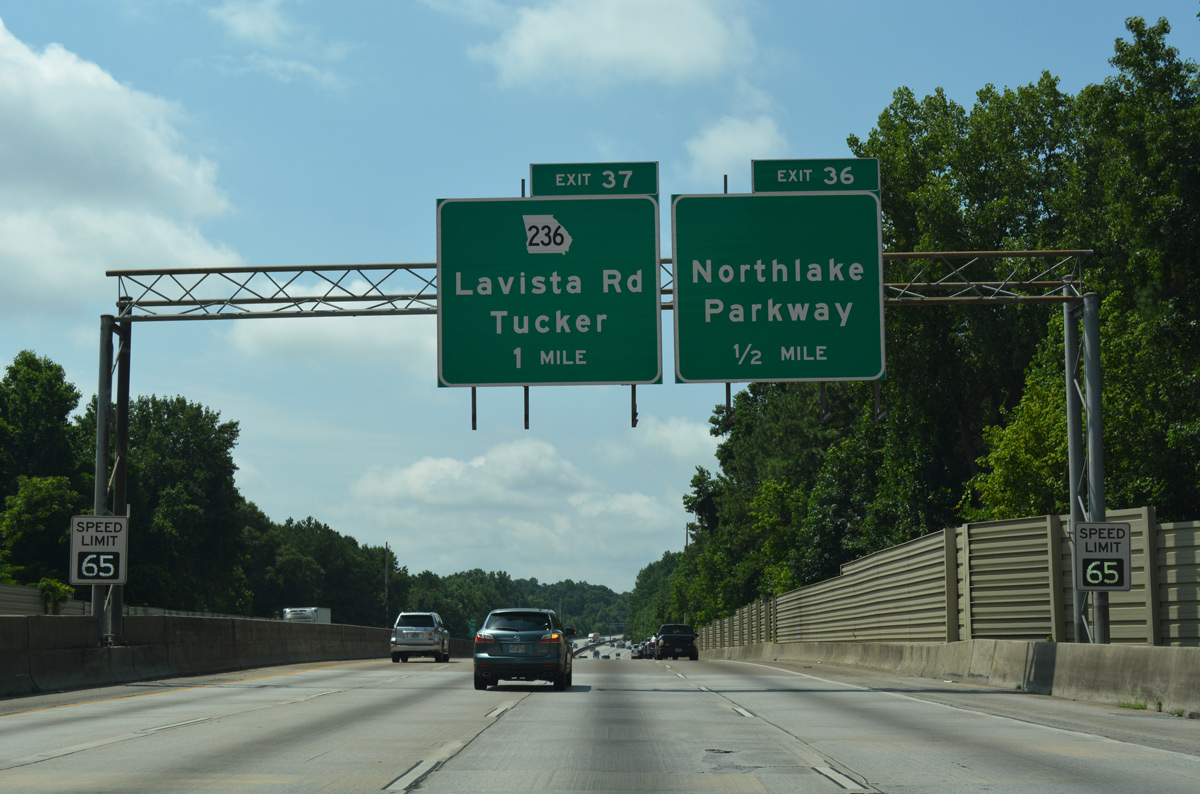 EXIT 37
236
Lavista Rd
Tucker
1 MILE
EXIT 36
Northlake
Parkway
1/2 MILE
SPEED
LIMIT
65
SPEED
LIMIT
65